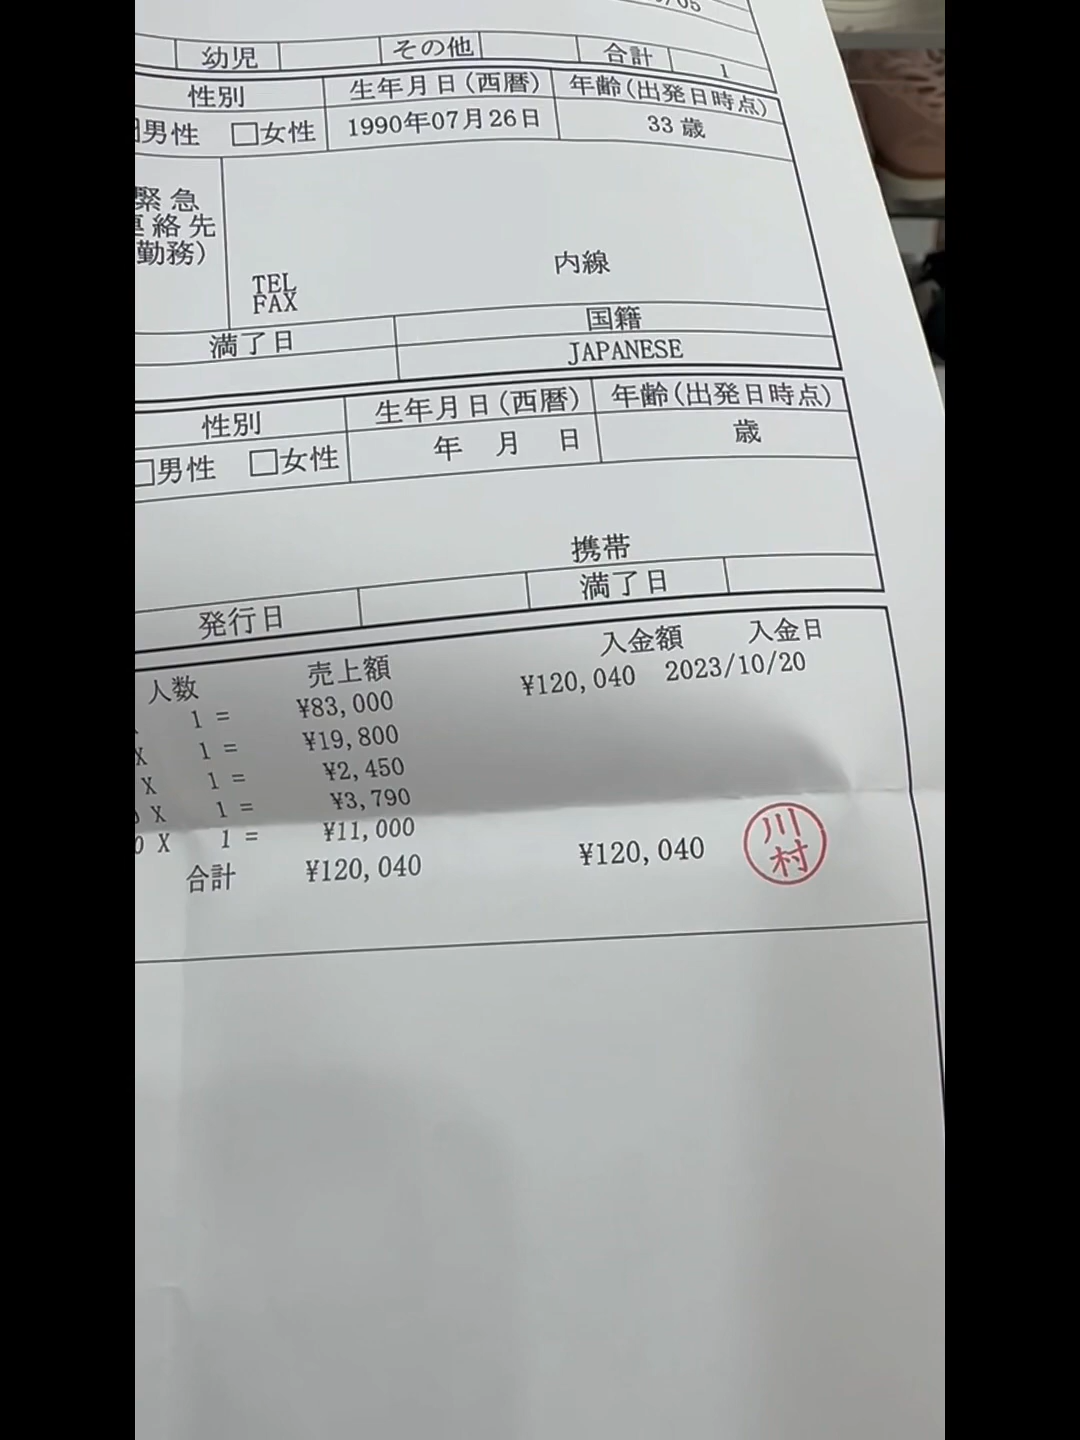 幼児 その他 合計 1
性別 生年月日(西暦) 年齢(出発日時点)
男性 □女性 1990年07月26日 33 歳
緊急
連絡先
勤務)
TEL 内線
FAX
満了日 国籍
JAPANESE
性別 生年月日(西暦) 年齢(出発日時点)
□男性 □女性 年 月 日 歳
携帯
発行日 満了日
人数 売上額 入金額 入金日
1 = ¥83,000 ¥120,040 2023/10/20
X 1 = ¥19,800
X 1 = ¥2,450
X 1 = ¥3,790
0 X 1 = ¥11,000
合計 ¥120,040 ¥120,040
川村